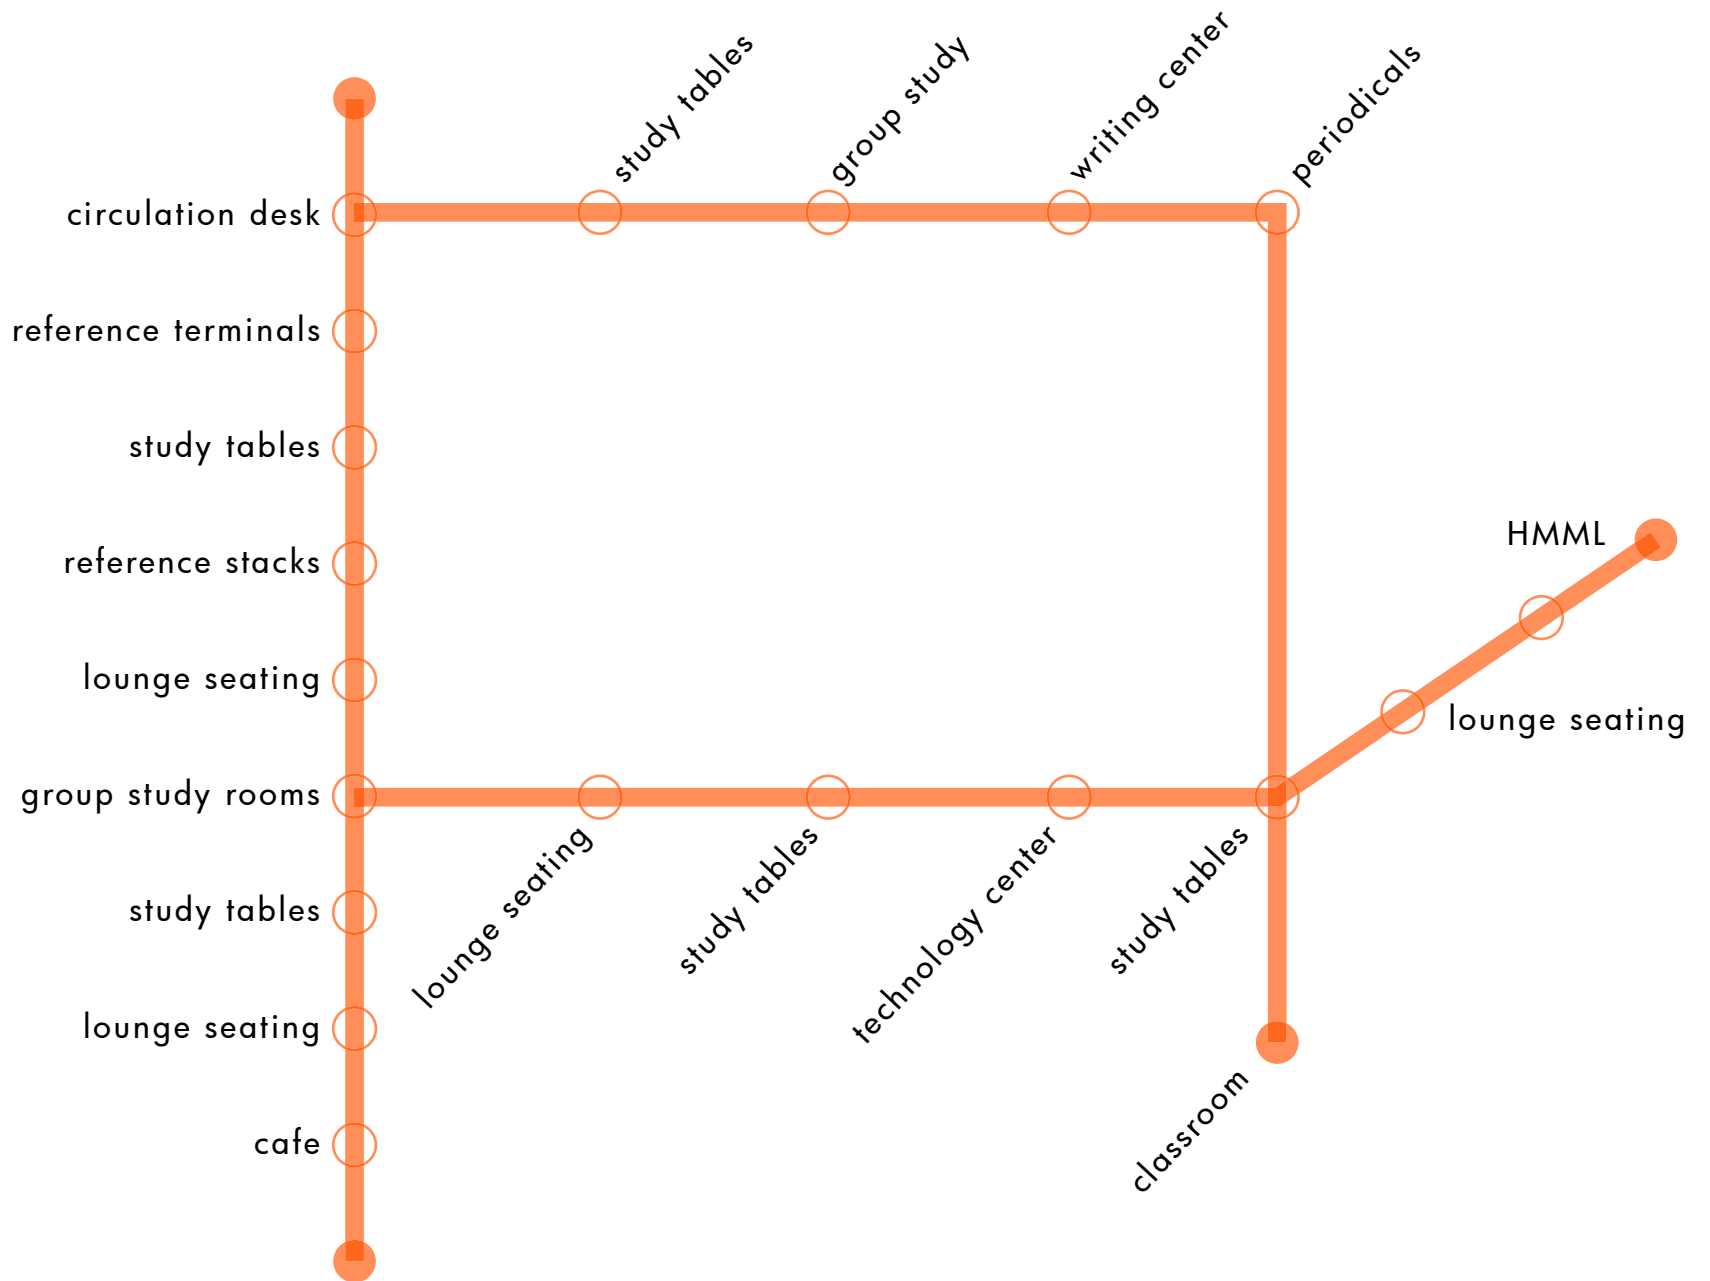 study tables
group study
writing center
periodicals
circulation desk
reference terminals
study tables
reference stacks
HMML
lounge seating
lounge seating
group study rooms
lounge seating
study tables
technology center
study tables
study tables
lounge seating
classroom
cafe